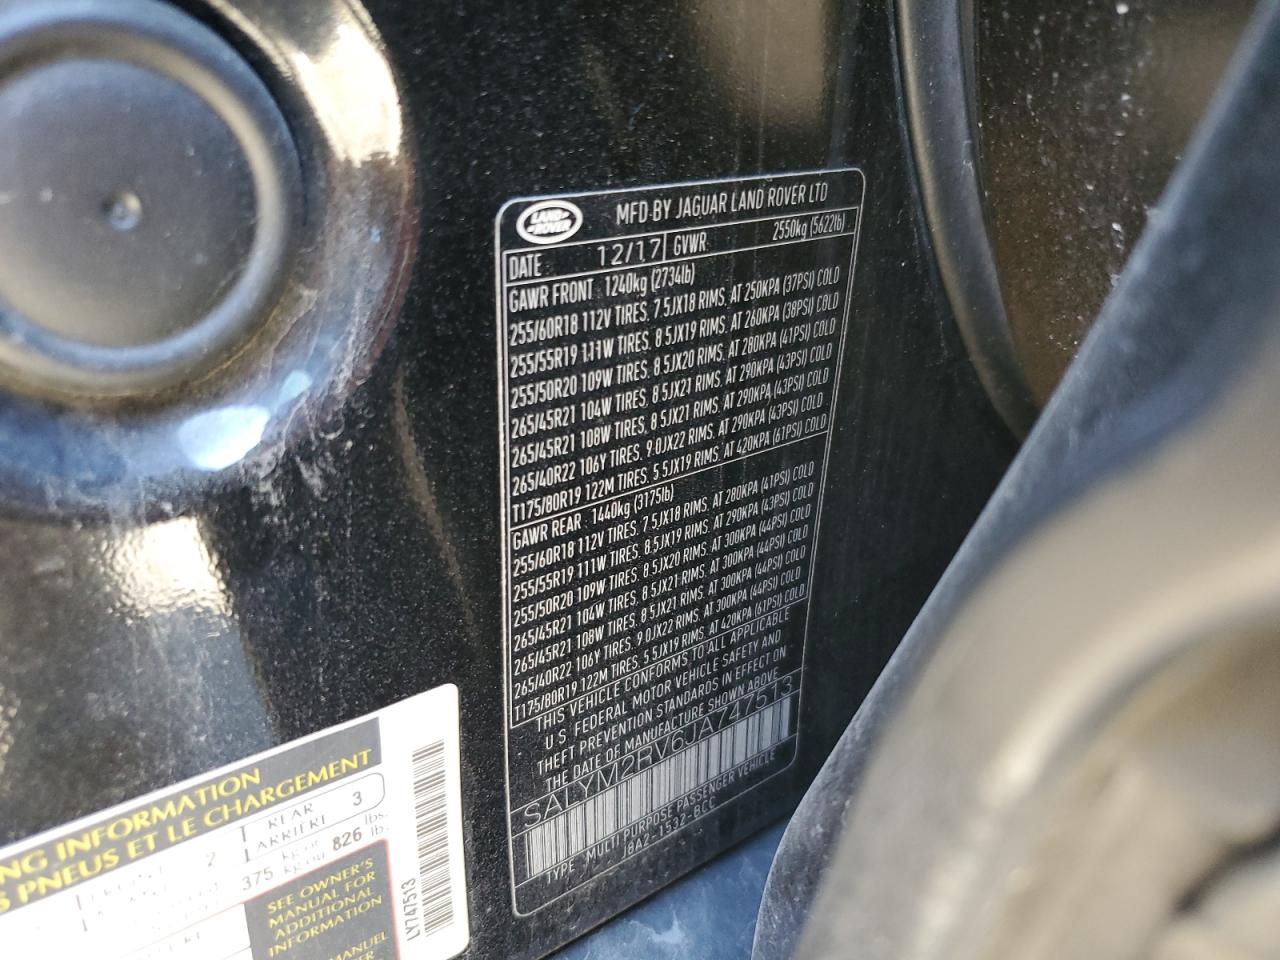 LAND-
-ROVER
MFD-BY JAGUAR LAND ROVER LTD
DATE 12/17 GVWR 2550kg (5622lb)
GAWR FRONT 1240kg (2734lb)
255/60R18 112V TIRES, 7.5JX18 RIMS, AT 250KPA (37PSI) COLD
255/55R19 111W TIRES, 8.5JX19 RIMS, AT 260KPA (38PSI) COLD
255/50R20 109W TIRES, 8.5JX20 RIMS, AT 280KPA (41PSI) COLD
265/45R21 104W TIRES, 8.5JX21 RIMS, AT 290KPA (43PSI) COLD
265/45R21 108W TIRES, 8.5JX21 RIMS, AT 290KPA (43PSI) COLD
265/40R22 106Y TIRES, 9.0JX22 RIMS, AT 290KPA (43PSI) COLD
T175/80R19 122M TIRES, 5.5JX19 RIMS, AT 420KPA (61PSI) COLD
GAWR REAR : 1440kg (3175lb)
255/60R18 112V TIRES, 7.5JX18 RIMS, AT 280KPA (41PSI) COLD
255/55R19 111W TIRES, 8.5JX19 RIMS, AT 290KPA (43PSI) COLD
255/50R20 109W TIRES, 8.5JX20 RIMS, AT 300KPA (44PSI) COLD
265/45R21 104W TIRES, 8.5JX21 RIMS, AT 300KPA (44PSI) COLD
265/45R21 108W TIRES, 8.5JX21 RIMS, AT 300KPA (44PSI) COLD
265/40R22 106Y TIRES, 9.0JX22 RIMS, AT 300KPA (44PSI) COLD
T175/80R19 122M TIRES, 5.5JX19 RIMS, AT 420KPA (61PSI) COLD
THIS VEHICLE CONFORMS TO ALL APPLICABLE
U.S. FEDERAL MOTOR VEHICLE SAFETY AND
THEFT PREVENTION STANDARDS IN EFFECT ON
THE DATE OF MANUFACTURE SHOWN ABOVE
SALYM2RV6JA747513
TYPE MULTI PURPOSE PASSENGER VEHICLE
J8A2-1532-BCC
NG INFORMATION
S PNEUS ET LE CHARGEMENT
2 REAR ARRIÈRE 3
375 kg or kg ou 826 lbs. lb.
SEE OWNER'S
MANUAL FOR
ADDITIONAL
INFORMATION
MANUEL
LY747513